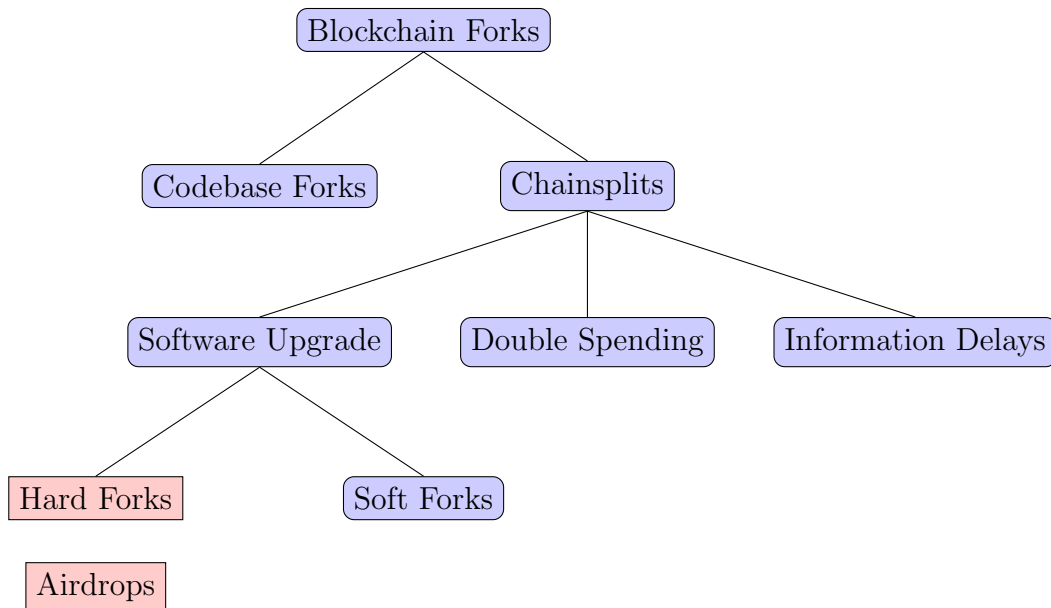 Blockchain Forks
Codebase Forks
Chainsplits
Software Upgrade
Double Spending
Information Delays
Hard Forks
Soft Forks
Airdrops